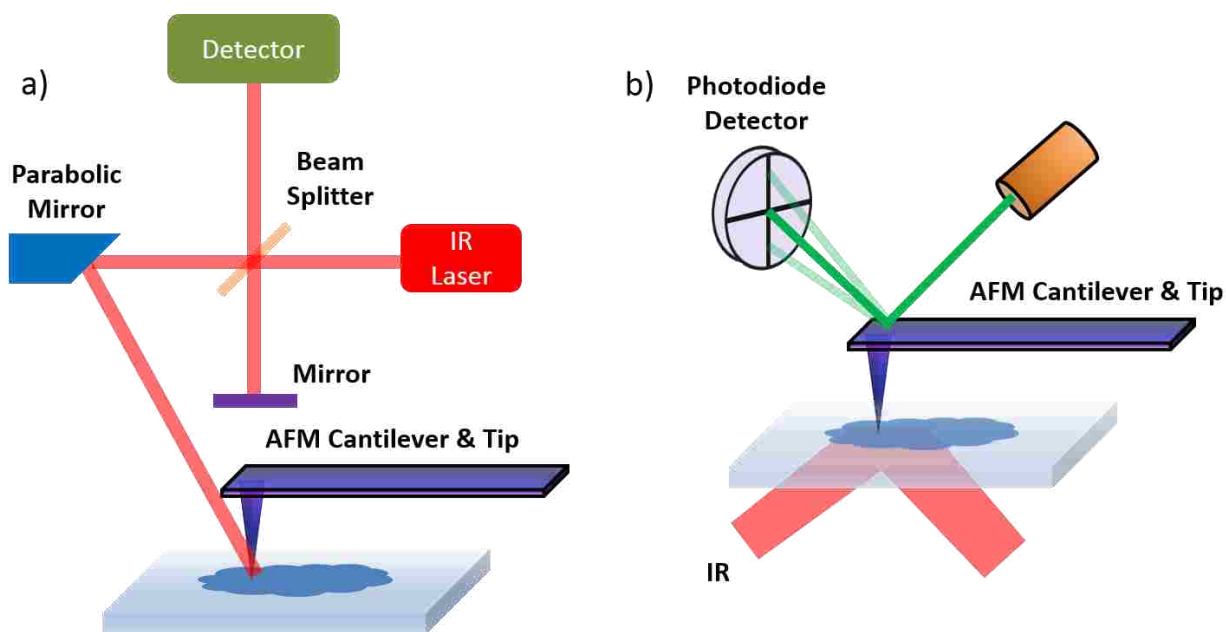 a)
Detector
Parabolic
Mirror
Beam
Splitter
IR
Laser
Mirror
AFM Cantilever & Tip
b)
Photodiode
Detector
AFM Cantilever & Tip
IR